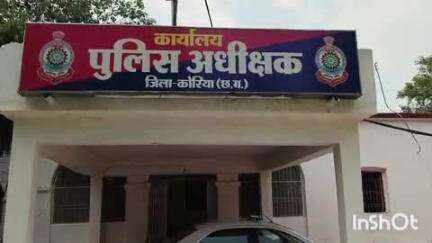 कार्यालय
पुलिस अधीक्षक
जिला-कोरिया (छ.ग.)
InShOt